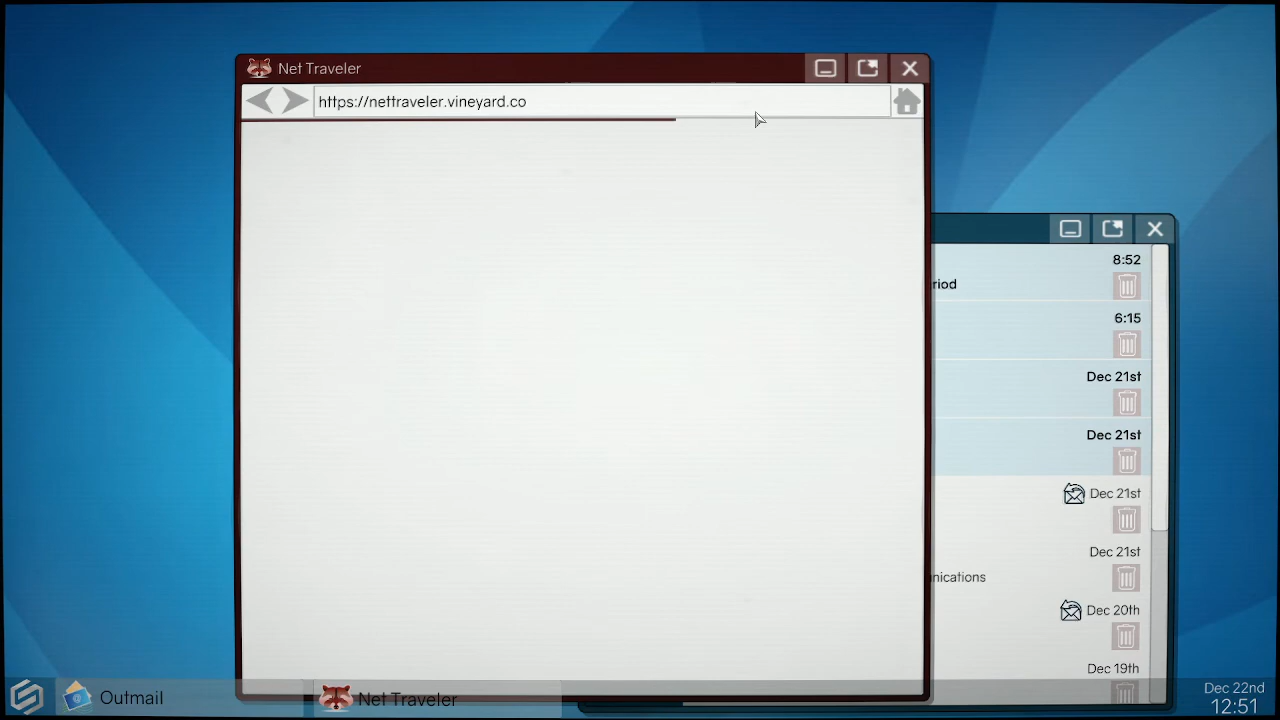 Net Traveler
https://nettraveler.vineyard.co
8:52
riod
6:15
Dec 21st
Dec 21st
Dec 21st
Dec 21st
nications
Dec 20th
Dec 19th
Outmail
Net Traveler
Dec 22nd
12:51